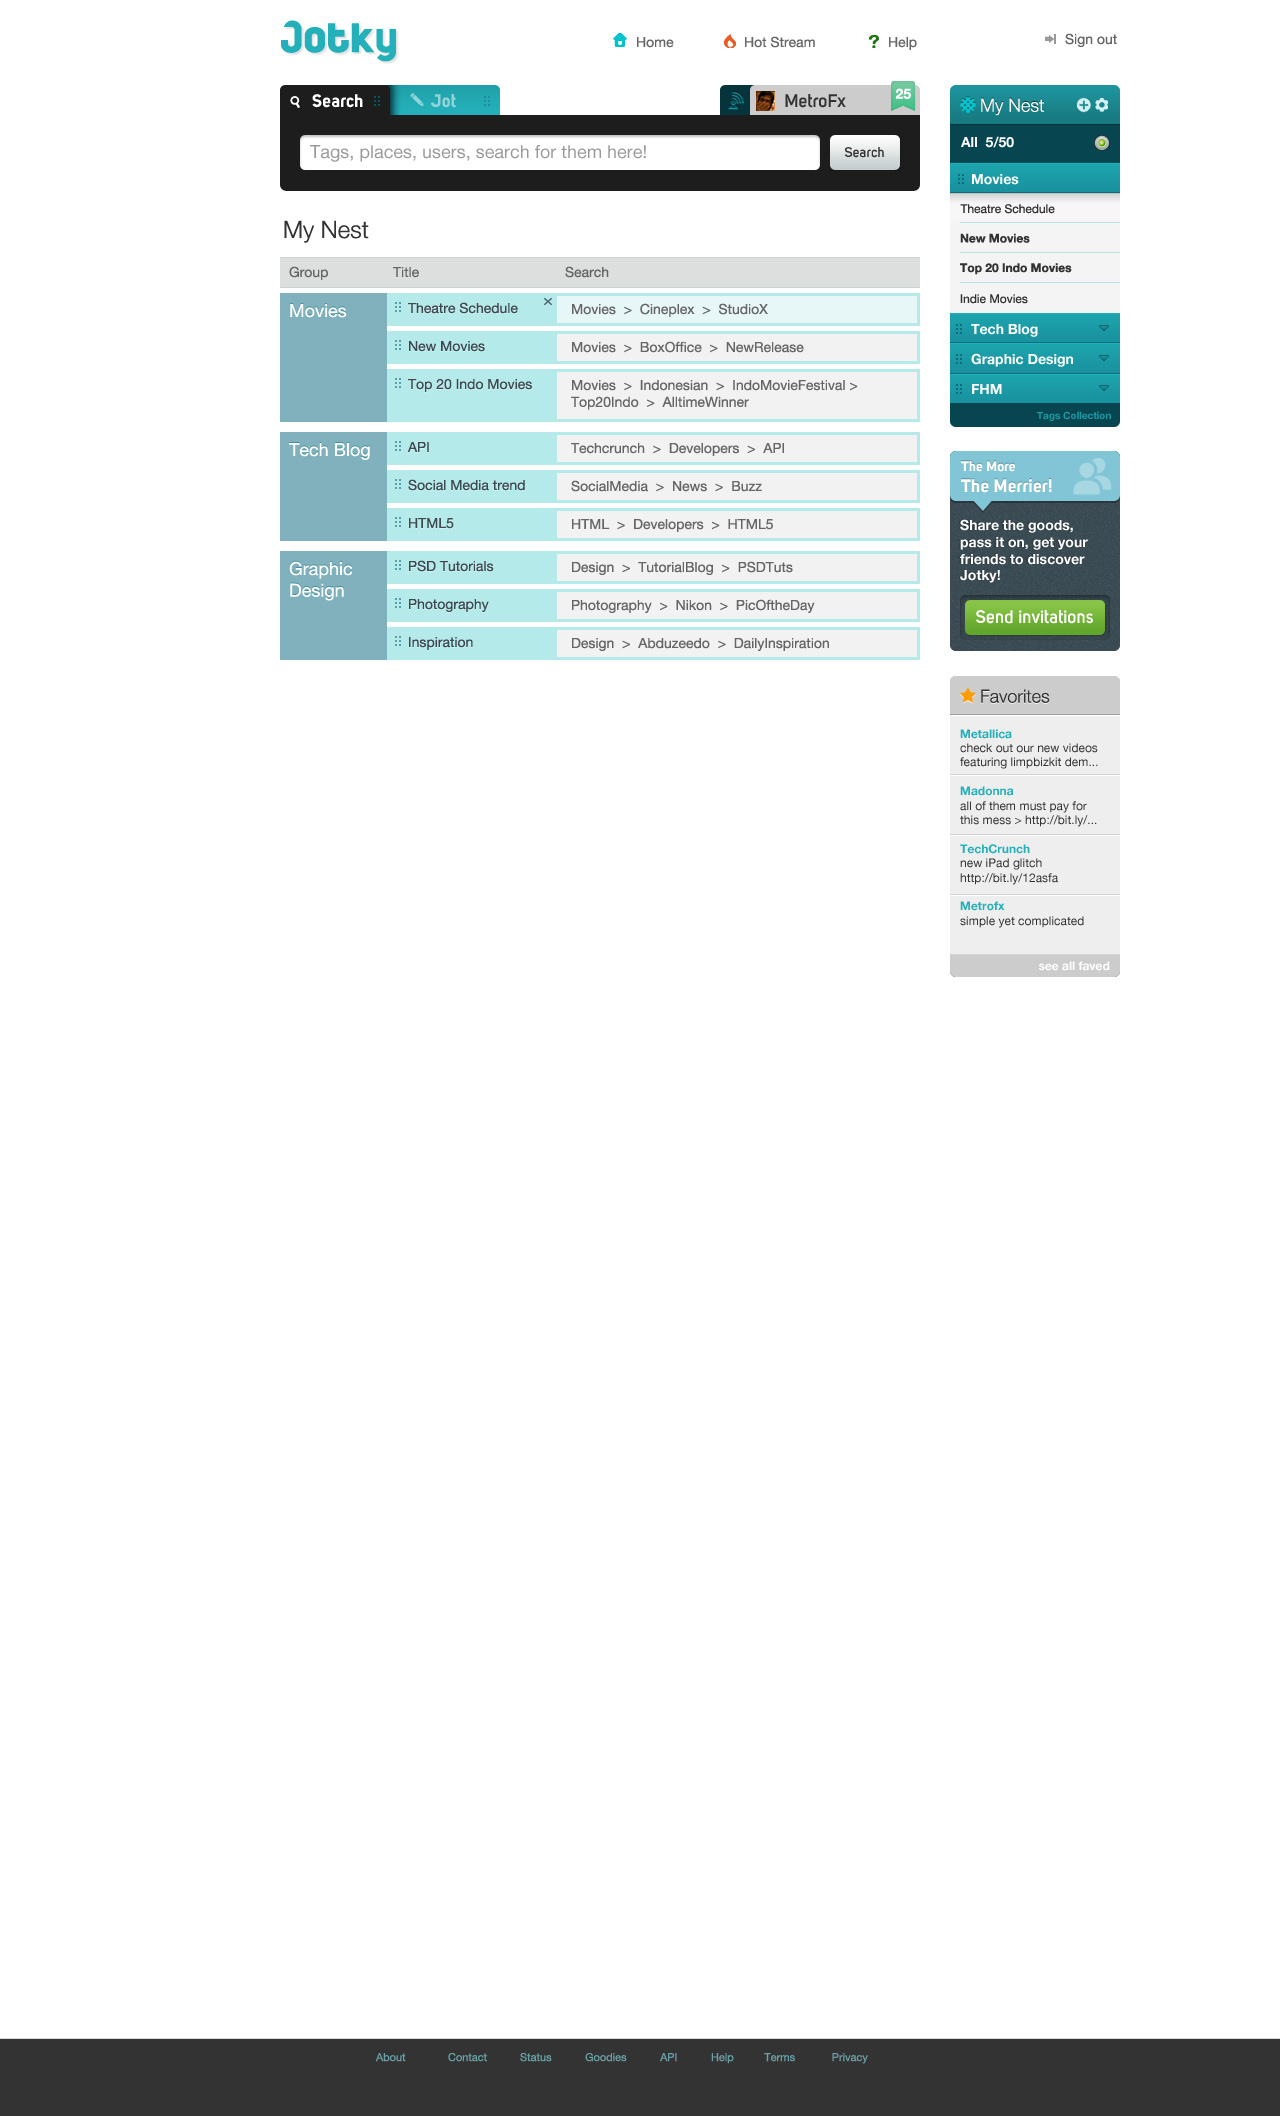 Jotky
Home
Hot Stream
? Help
Sign out
Search
Jot
MetroFx
25
Tags, places, users, search for them here!
Search
My Nest
Group
Title
Search
Movies
Theatre Schedule
×
Movies > Cineplex > StudioX
New Movies
Movies > BoxOffice > NewRelease
Top 20 Indo Movies
Movies > Indonesian > IndoMovieFestival >
Top20Indo > AlltimeWinner
Tech Blog
API
Techcrunch > Developers > API
Social Media trend
SocialMedia > News > Buzz
HTML5
HTML > Developers > HTML5
Graphic
Design
PSD Tutorials
Design > TutorialBlog > PSDTuts
Photography
Photography > Nikon > PicOftheDay
Inspiration
Design > Abduzeedo > DailyInspiration
My Nest
All 5/50
Movies
Theatre Schedule
New Movies
Top 20 Indo Movies
Indie Movies
Tech Blog
Graphic Design
FHM
Tags Collection
The More
The Merrier!
Share the goods,
pass it on, get your
friends to discover
Jotky!
Send invitations
Favorites
Metallica
check out our new videos
featuring limpbizkit dem...
Madonna
all of them must pay for
this mess > http://bit.ly/...
TechCrunch
new iPad glitch
http://bit.ly/12asfa
Metrofx
simple yet complicated
see all faved
About
Contact
Status
Goodies
API
Help
Terms
Privacy